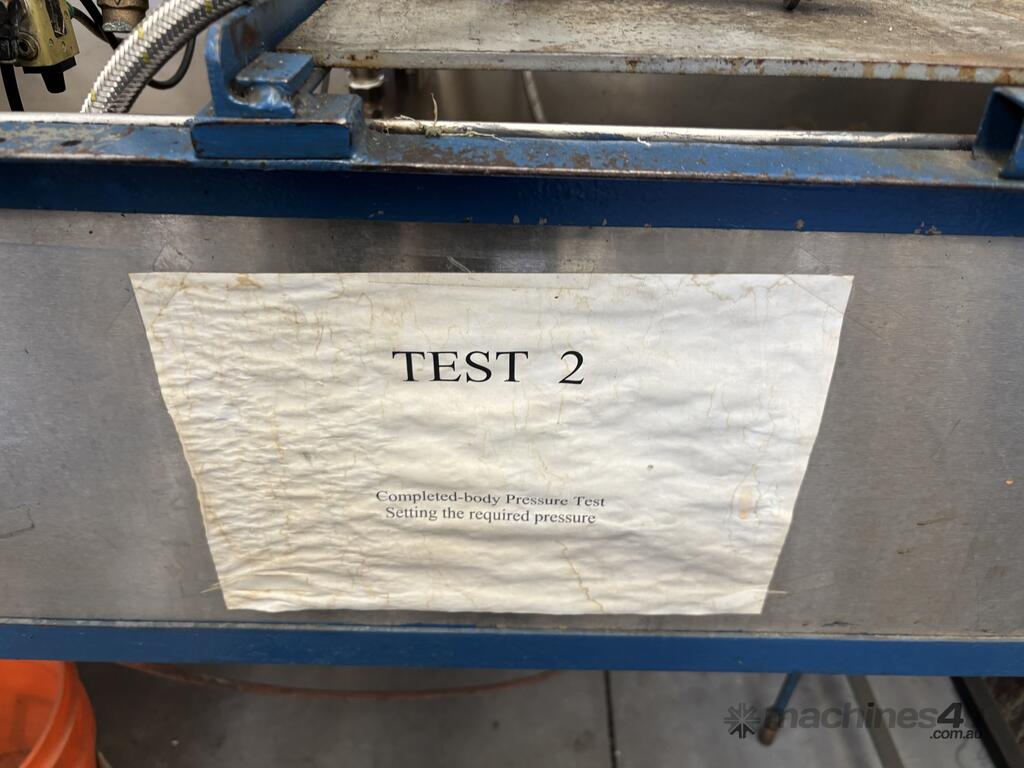 TEST 2
Completed-body Pressure Test
Setting the required pressure
machines4u
.com.au